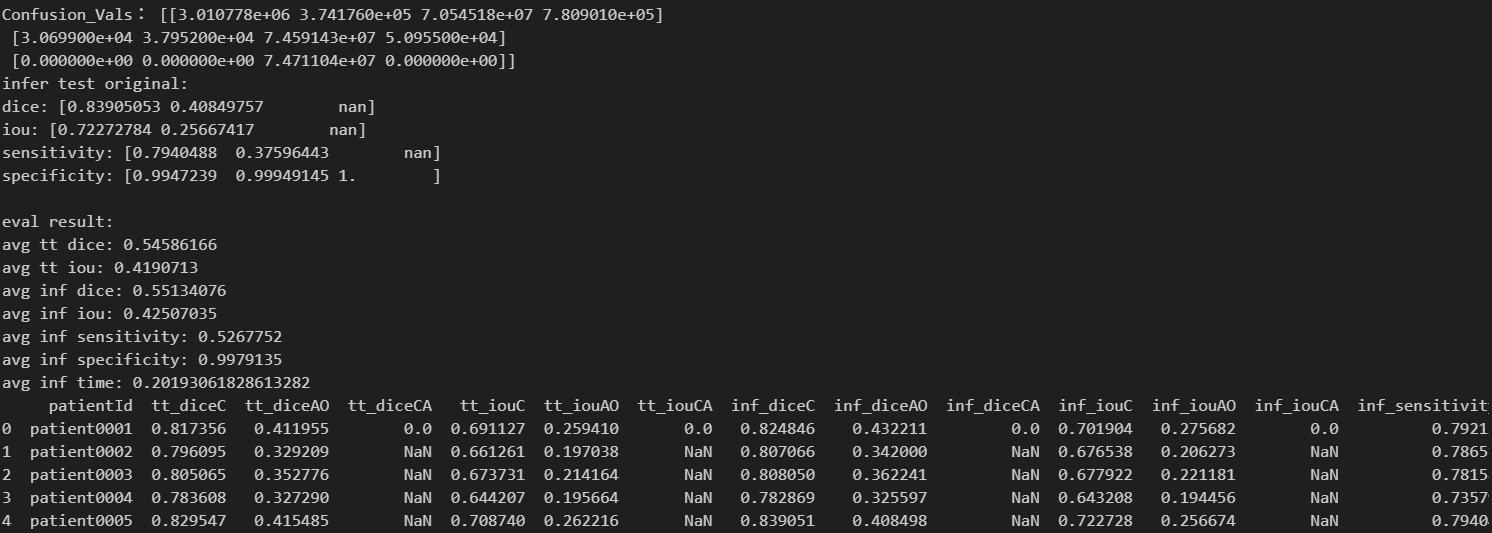 Confusion_Vals： [[3.010778e+06 3.741760e+05 7.054518e+07 7.809010e+05]
[3.069900e+04 3.795200e+04 7.459143e+07 5.095500e+04]
[0.000000e+00 0.000000e+00 7.471104e+07 0.000000e+00]]
infer test original:
dice: [0.83905053 0.40849757        nan]
iou: [0.72272784 0.25667417        nan]
sensitivity: [0.7940488  0.37596443        nan]
specificity: [0.9947239  0.99949145 1.        ]
eval result:
avg tt dice: 0.54586166
avg tt iou: 0.4190713
avg inf dice: 0.55134076
avg inf iou: 0.42507035
avg inf sensitivity: 0.5267752
avg inf specificity: 0.9979135
avg inf time: 0.20193061828613282
patientId  tt_diceC  tt_diceAO  tt_diceCA   tt_iouC  tt_iouAO  tt_iouCA  inf_diceC  inf_diceAO  inf_diceCA  inf_iouC  inf_iouAO  inf_iouCA  inf_sensitivit
0  patient0001  0.817356   0.411955        0.0  0.691127  0.259410       0.0   0.824846    0.432211         0.0  0.701904   0.275682        0.0         0.7921
1  patient0002  0.796095   0.329209        NaN  0.661261  0.197038       NaN   0.807066    0.342000         NaN  0.676538   0.206273        NaN         0.7865
2  patient0003  0.805065   0.352776        NaN  0.673731  0.214164       NaN   0.808050    0.362241         NaN  0.677922   0.221181        NaN         0.7815
3  patient0004  0.783608   0.327290        NaN  0.644207  0.195664       NaN   0.782869    0.325597         NaN  0.643208   0.194456        NaN         0.7357
4  patient0005  0.829547   0.415485        NaN  0.708740  0.262216       NaN   0.839051    0.408498         NaN  0.722728   0.256674        NaN         0.7940